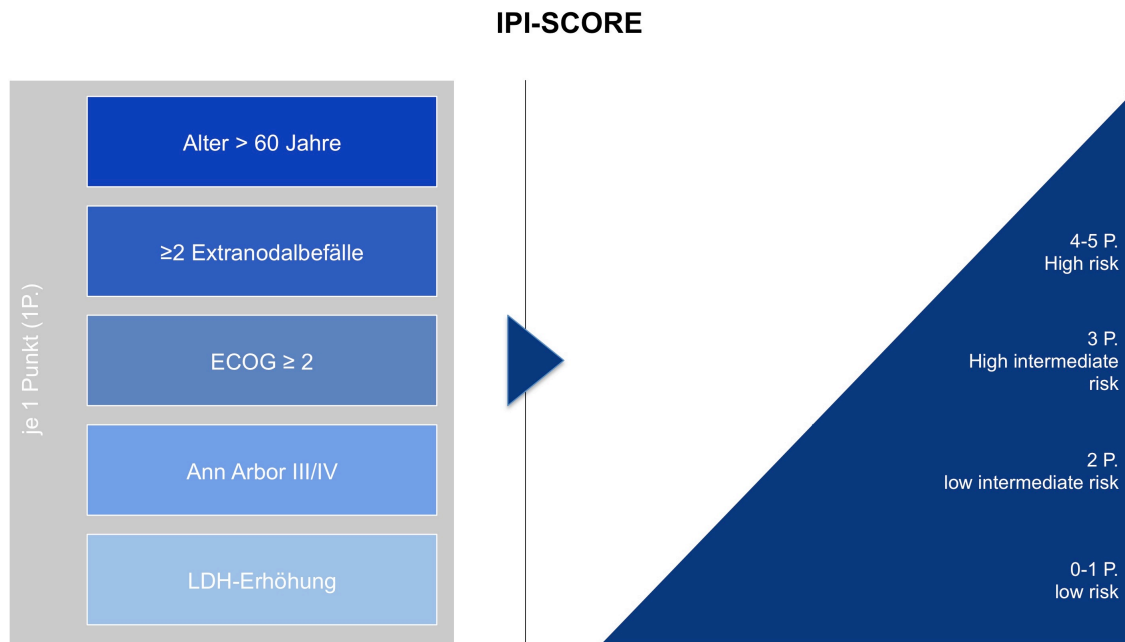 IPI-SCORE
je 1 Punkt (1P.)
Alter > 60 Jahre
≥2 Extranodalbefälle
ECOG ≥ 2
Ann Arbor III/IV
LDH-Erhöhung
4-5 P.
High risk
3 P.
High intermediate
risk
2 P.
low intermediate risk
0-1 P.
low risk